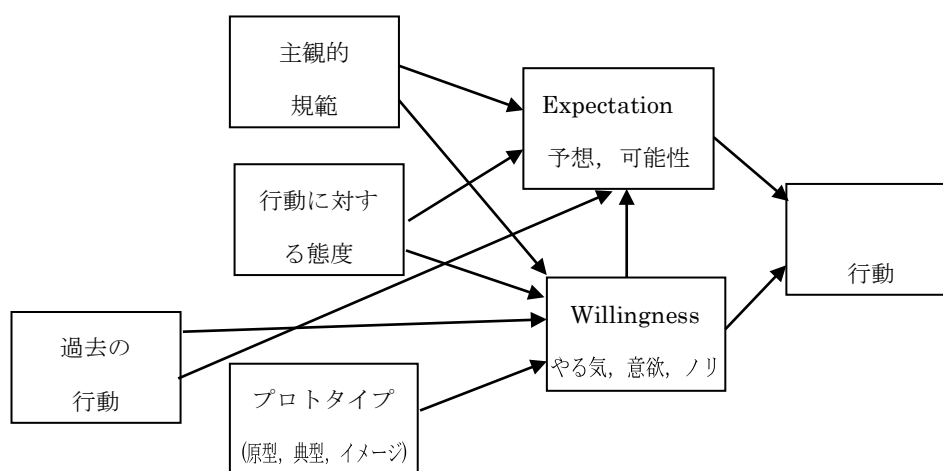 主観的
規範
Expectation
予想，可能性
行動に対す
る態度
行動
Willingness
やる気，意欲，ノリ
過去の
行動
プロトタイプ
(原型，典型，イメージ)